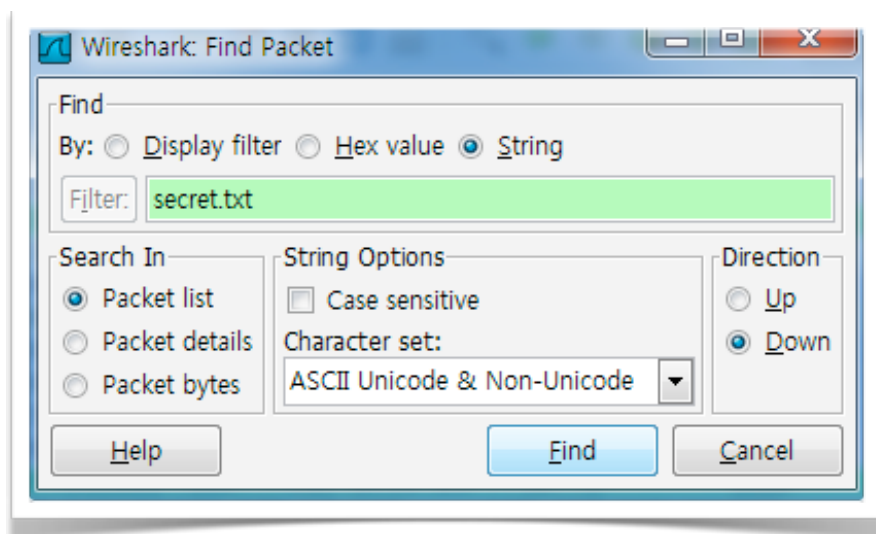 Wireshark: Find Packet
Find
By: Display filter Hex value String
Filter: secret.txt
Search In
Packet list
Packet details
Packet bytes
String Options
Case sensitive
Character set:
ASCII Unicode & Non-Unicode
Direction
Up
Down
Help Find Cancel